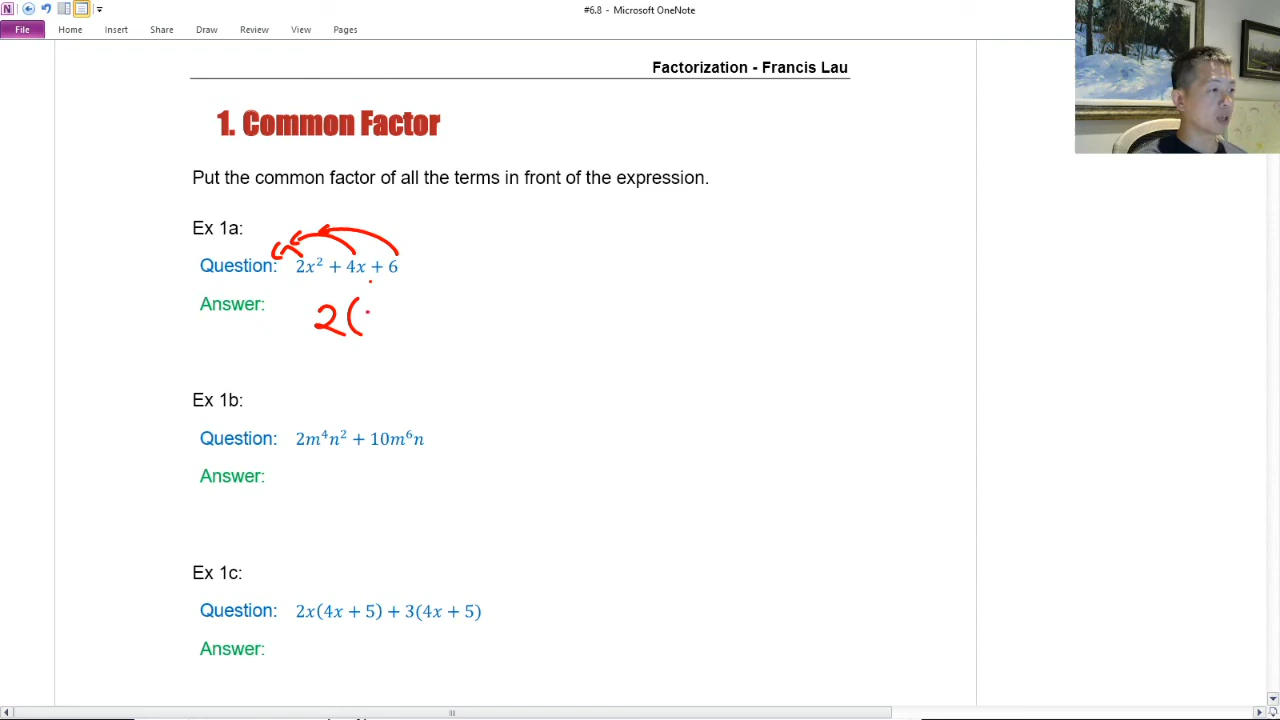 #6.8 - Microsoft OneNote
File Home Insert Share Draw Review View Pages
Factorization - Francis Lau
1. Common Factor
Put the common factor of all the terms in front of the expression.
Ex 1a:
Question: 2x² + 4x + 6
Answer:
2(
Ex 1b:
Question: 2m⁴n² + 10m⁶n
Answer:
Ex 1c:
Question: 2x(4x + 5) + 3(4x + 5)
Answer: